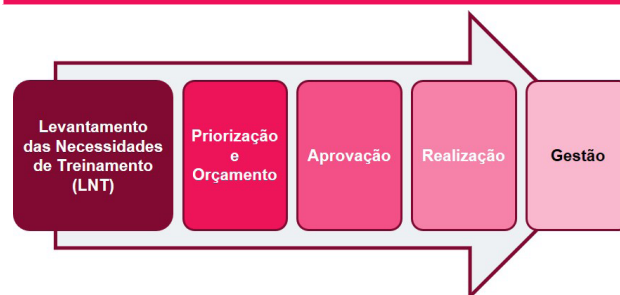 Levantamento
das Necessidades
de Treinamento
(LNT)
Priorização
e
Orçamento
Aprovação
Realização
Gestão